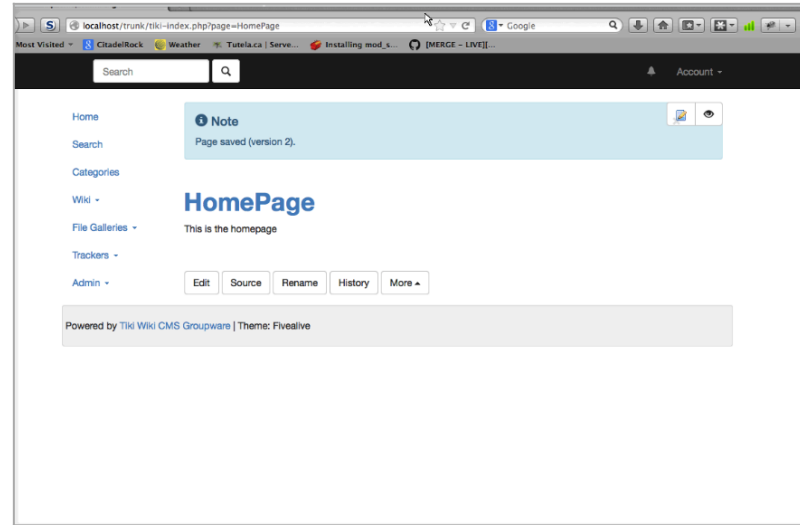 localhost/trunk/tiki-index.php?page=HomePage
Google
Most Visited
CitadelRock
Weather
Tutela.ca | Serve...
Installing mod_s...
[MERGE - LIVE][...
Search
Account
Home
Search
Categories
Wiki
File Galleries
Trackers
Admin
Note
Page saved (version 2).
HomePage
This is the homepage
Edit
Source
Rename
History
More
Powered by Tiki Wiki CMS Groupware | Theme: Fivealive